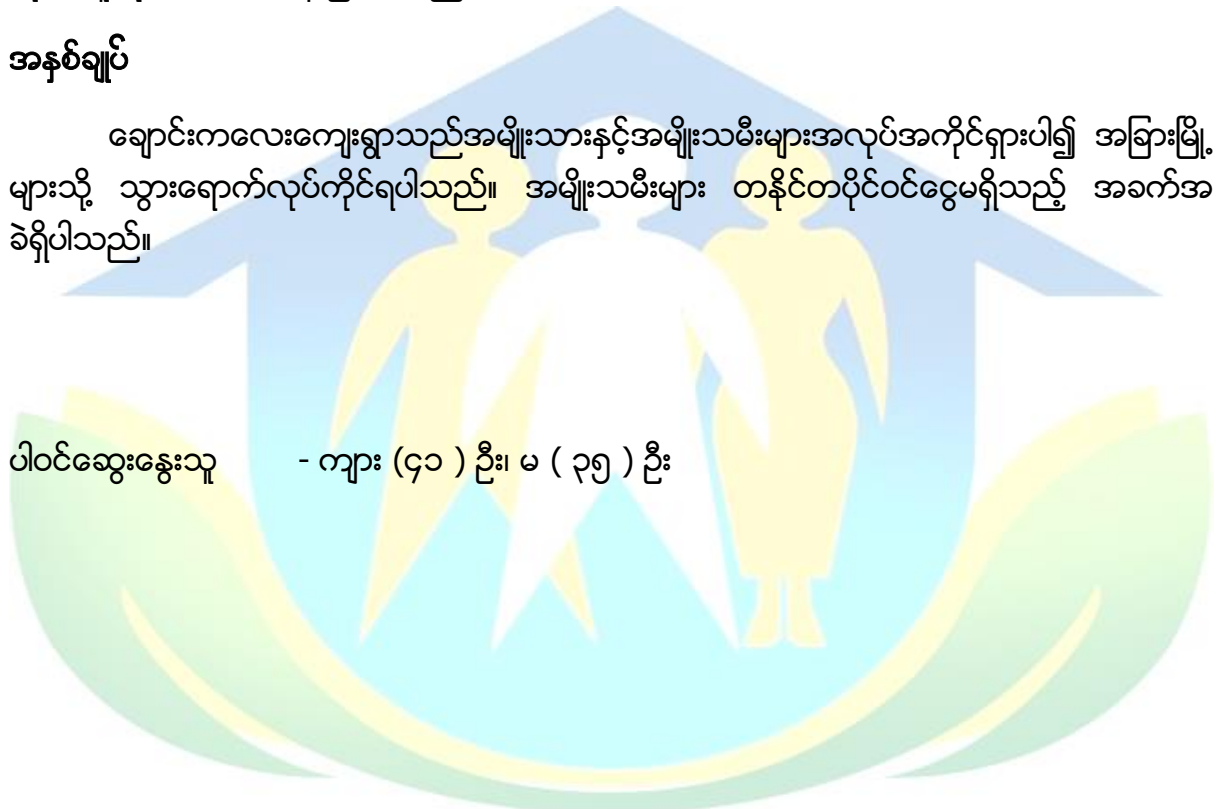 အနှစ်ချုပ်
ချောင်းကလေးကျေးရွာသည်အမျိုးသားနှင့်အမျိုးသမီးများအလုပ်အကိုင်ရှားပါ၍ အခြားမြို့
များသို့ သွားရောက်လုပ်ကိုင်ရပါသည်။ အမျိုးသမီးများ တနိုင်တပိုင်ဝင်ငွေမရှိသည့် အခက်အ
ခဲရှိပါသည်။
ပါဝင်ဆွေးနွေးသူ - ကျား (၄၁ ) ဦး၊ မ ( ၃၅ ) ဦး